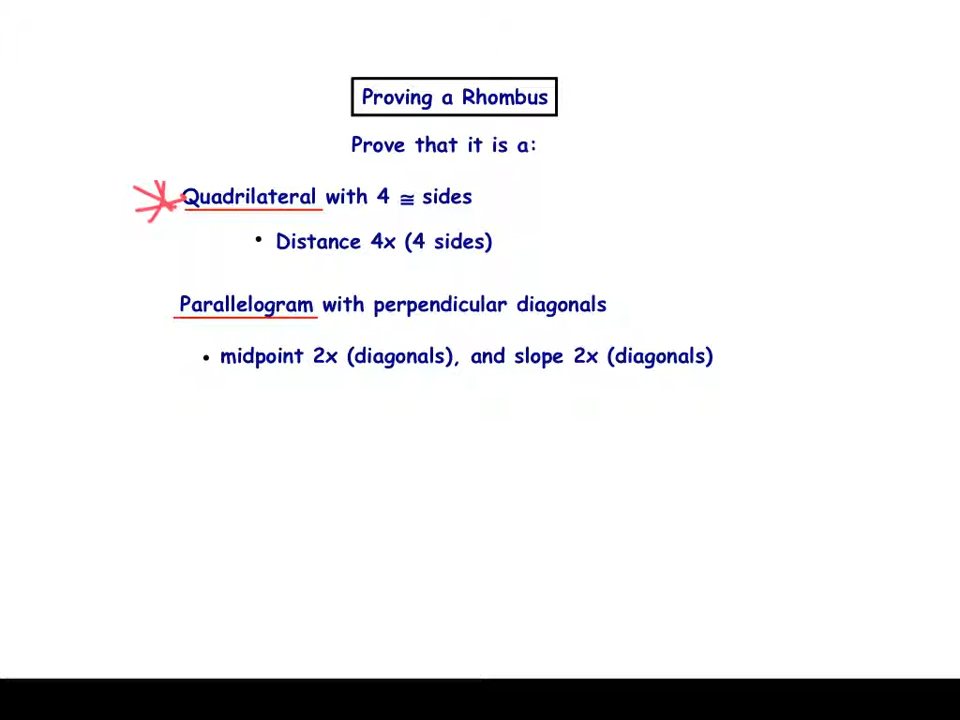 Proving a Rhombus
Prove that it is a:
Quadrilateral with 4 ≅ sides
• Distance 4x (4 sides)
Parallelogram with perpendicular diagonals
• midpoint 2x (diagonals), and slope 2x (diagonals)